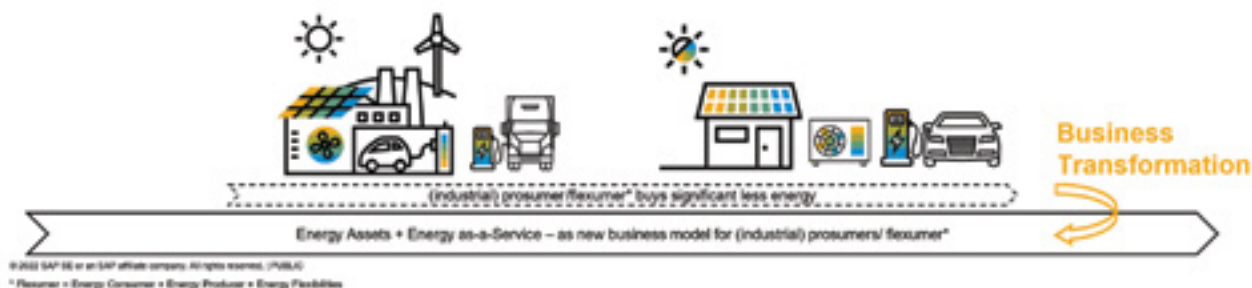 Business
Transformation
(industrial) prosumer/flexumer* buys significant less energy
Energy Assets + Energy as-a-Service – as new business model for (industrial) prosumers/ flexumer*
© 2022 SAP SE or an SAP affiliate company. All rights reserved. | PUBLIC
* Flexumer = Energy Consumer + Energy Producer + Energy Flexibilities